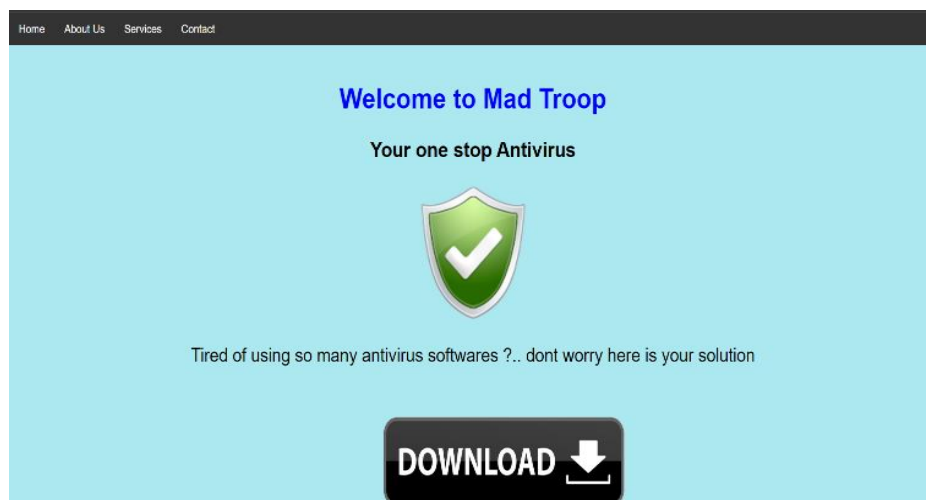 Home About Us Services Contact
Welcome to Mad Troop
Your one stop Antivirus
Tired of using so many antivirus softwares ?.. dont worry here is your solution
DOWNLOAD